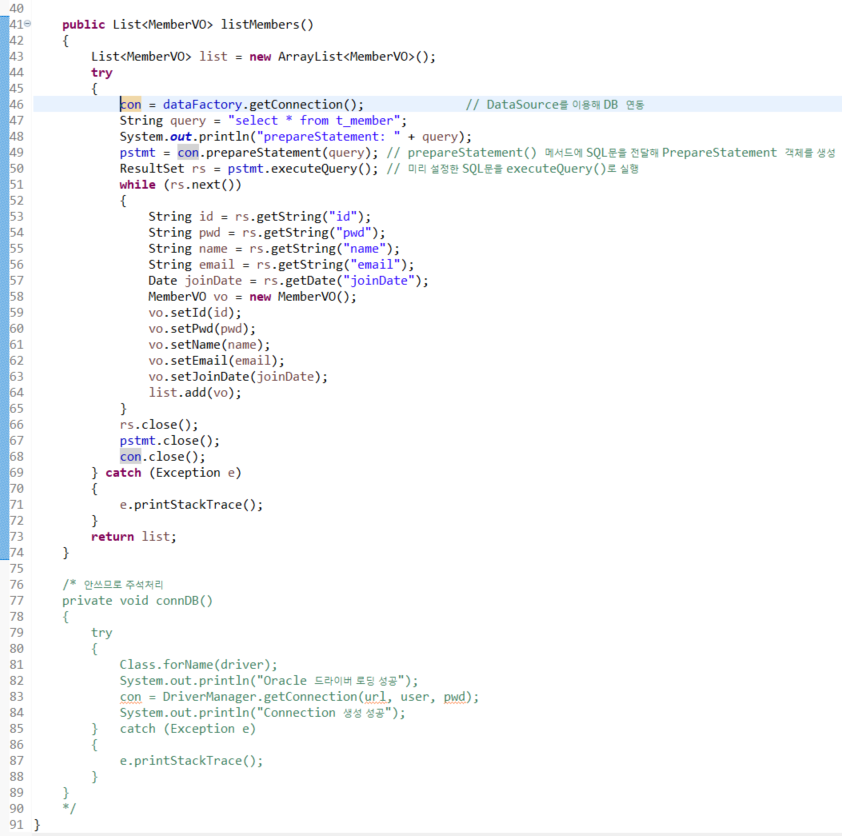 40
41 public List<MemberVO> listMembers()
42 {
43 List<MemberVO> list = new ArrayList<MemberVO>();
44 try
45 {
46 con = dataFactory.getConnection(); // DataSource를 이용해 DB 연동
47 String query = "select * from t_member";
48 System.out.println("prepareStatement: " + query);
49 pstmt = con.prepareStatement(query); // prepareStatement() 메서드에 SQL문을 전달해 PrepareStatement 객체를 생성
50 ResultSet rs = pstmt.executeQuery(); // 미리 설정한 SQL문을 executeQuery()로 실행
51 while (rs.next())
52 {
53 String id = rs.getString("id");
54 String pwd = rs.getString("pwd");
55 String name = rs.getString("name");
56 String email = rs.getString("email");
57 Date joinDate = rs.getDate("joinDate");
58 MemberVO vo = new MemberVO();
59 vo.setId(id);
60 vo.setPwd(pwd);
61 vo.setName(name);
62 vo.setEmail(email);
63 vo.setJoinDate(joinDate);
64 list.add(vo);
65 }
66 rs.close();
67 pstmt.close();
68 con.close();
69 } catch (Exception e)
70 {
71 e.printStackTrace();
72 }
73 return list;
74 }
75
76 /* 안쓰므로 주석처리
77 private void connDB()
78 {
79 try
80 {
81 Class.forName(driver);
82 System.out.println("Oracle 드라이버 로딩 성공");
83 con = DriverManager.getConnection(url, user, pwd);
84 System.out.println("Connection 생성 성공");
85 } catch (Exception e)
86 {
87 e.printStackTrace();
88 }
89 }
90 */
91 }